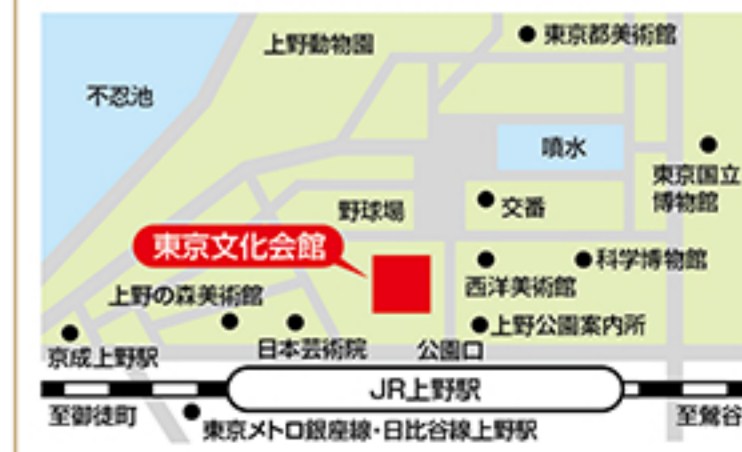 上野動物園
東京都美術館
不忍池
噴水
東京国立
博物館
野球場
交番
東京文化会館
西洋美術館
科学博物館
上野の森美術館
上野公園案内所
京成上野駅
日本芸術院
公園口
JR上野駅
至御徒町
至鶯谷
東京メトロ銀座線・日比谷線上野駅